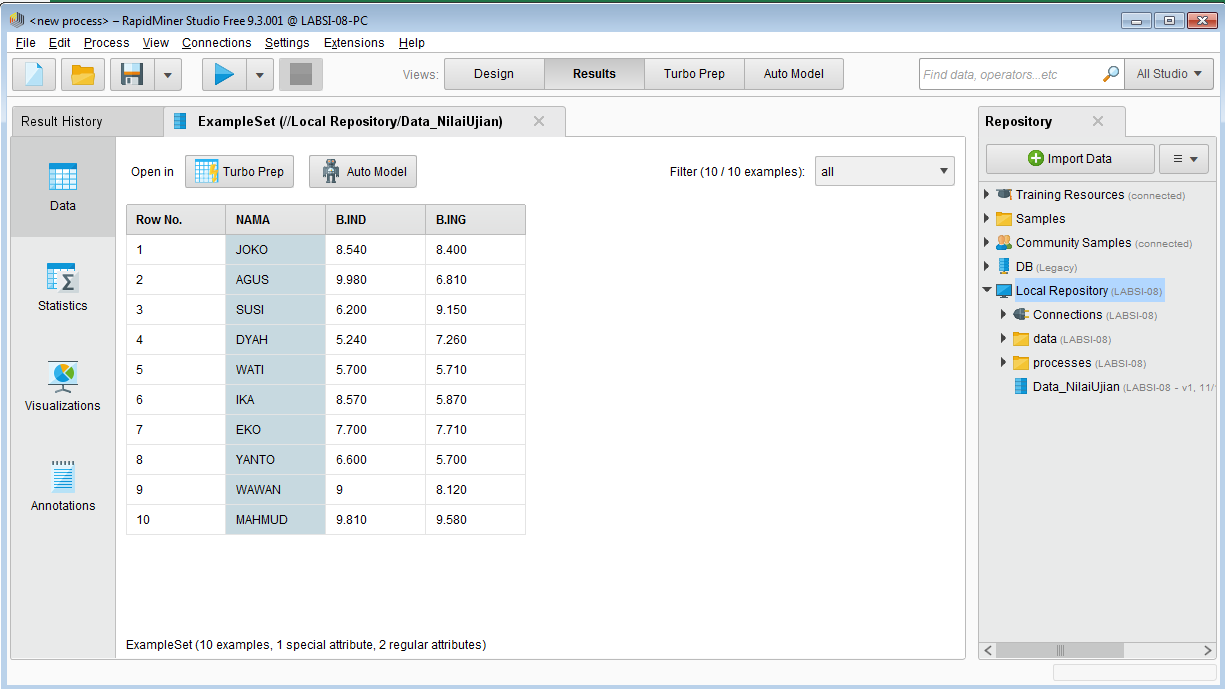 <new process> – RapidMiner Studio Free 9.3.001 @ LABSI-08-PC
File Edit Process View Connections Settings Extensions Help
Views: Design Results Turbo Prep Auto Model Find data, operators...etc All Studio
Result History ExampleSet (//Local Repository/Data_NilaiUjian)
Data
Statistics
Visualizations
Annotations
Open in Turbo Prep Auto Model Filter (10 / 10 examples): all
Row No. NAMA B.IND B.ING
1 JOKO 8.540 8.400
2 AGUS 9.980 6.810
3 SUSI 6.200 9.150
4 DYAH 5.240 7.260
5 WATI 5.700 5.710
6 IKA 8.570 5.870
7 EKO 7.700 7.710
8 YANTO 6.600 5.700
9 WAWAN 9 8.120
10 MAHMUD 9.810 9.580
ExampleSet (10 examples, 1 special attribute, 2 regular attributes)
Repository
Import Data
Training Resources (connected)
Samples
Community Samples (connected)
DB (Legacy)
Local Repository (LABSI-08)
Connections (LABSI-08)
data (LABSI-08)
processes (LABSI-08)
Data_NilaiUjian (LABSI-08 - v1, 11/